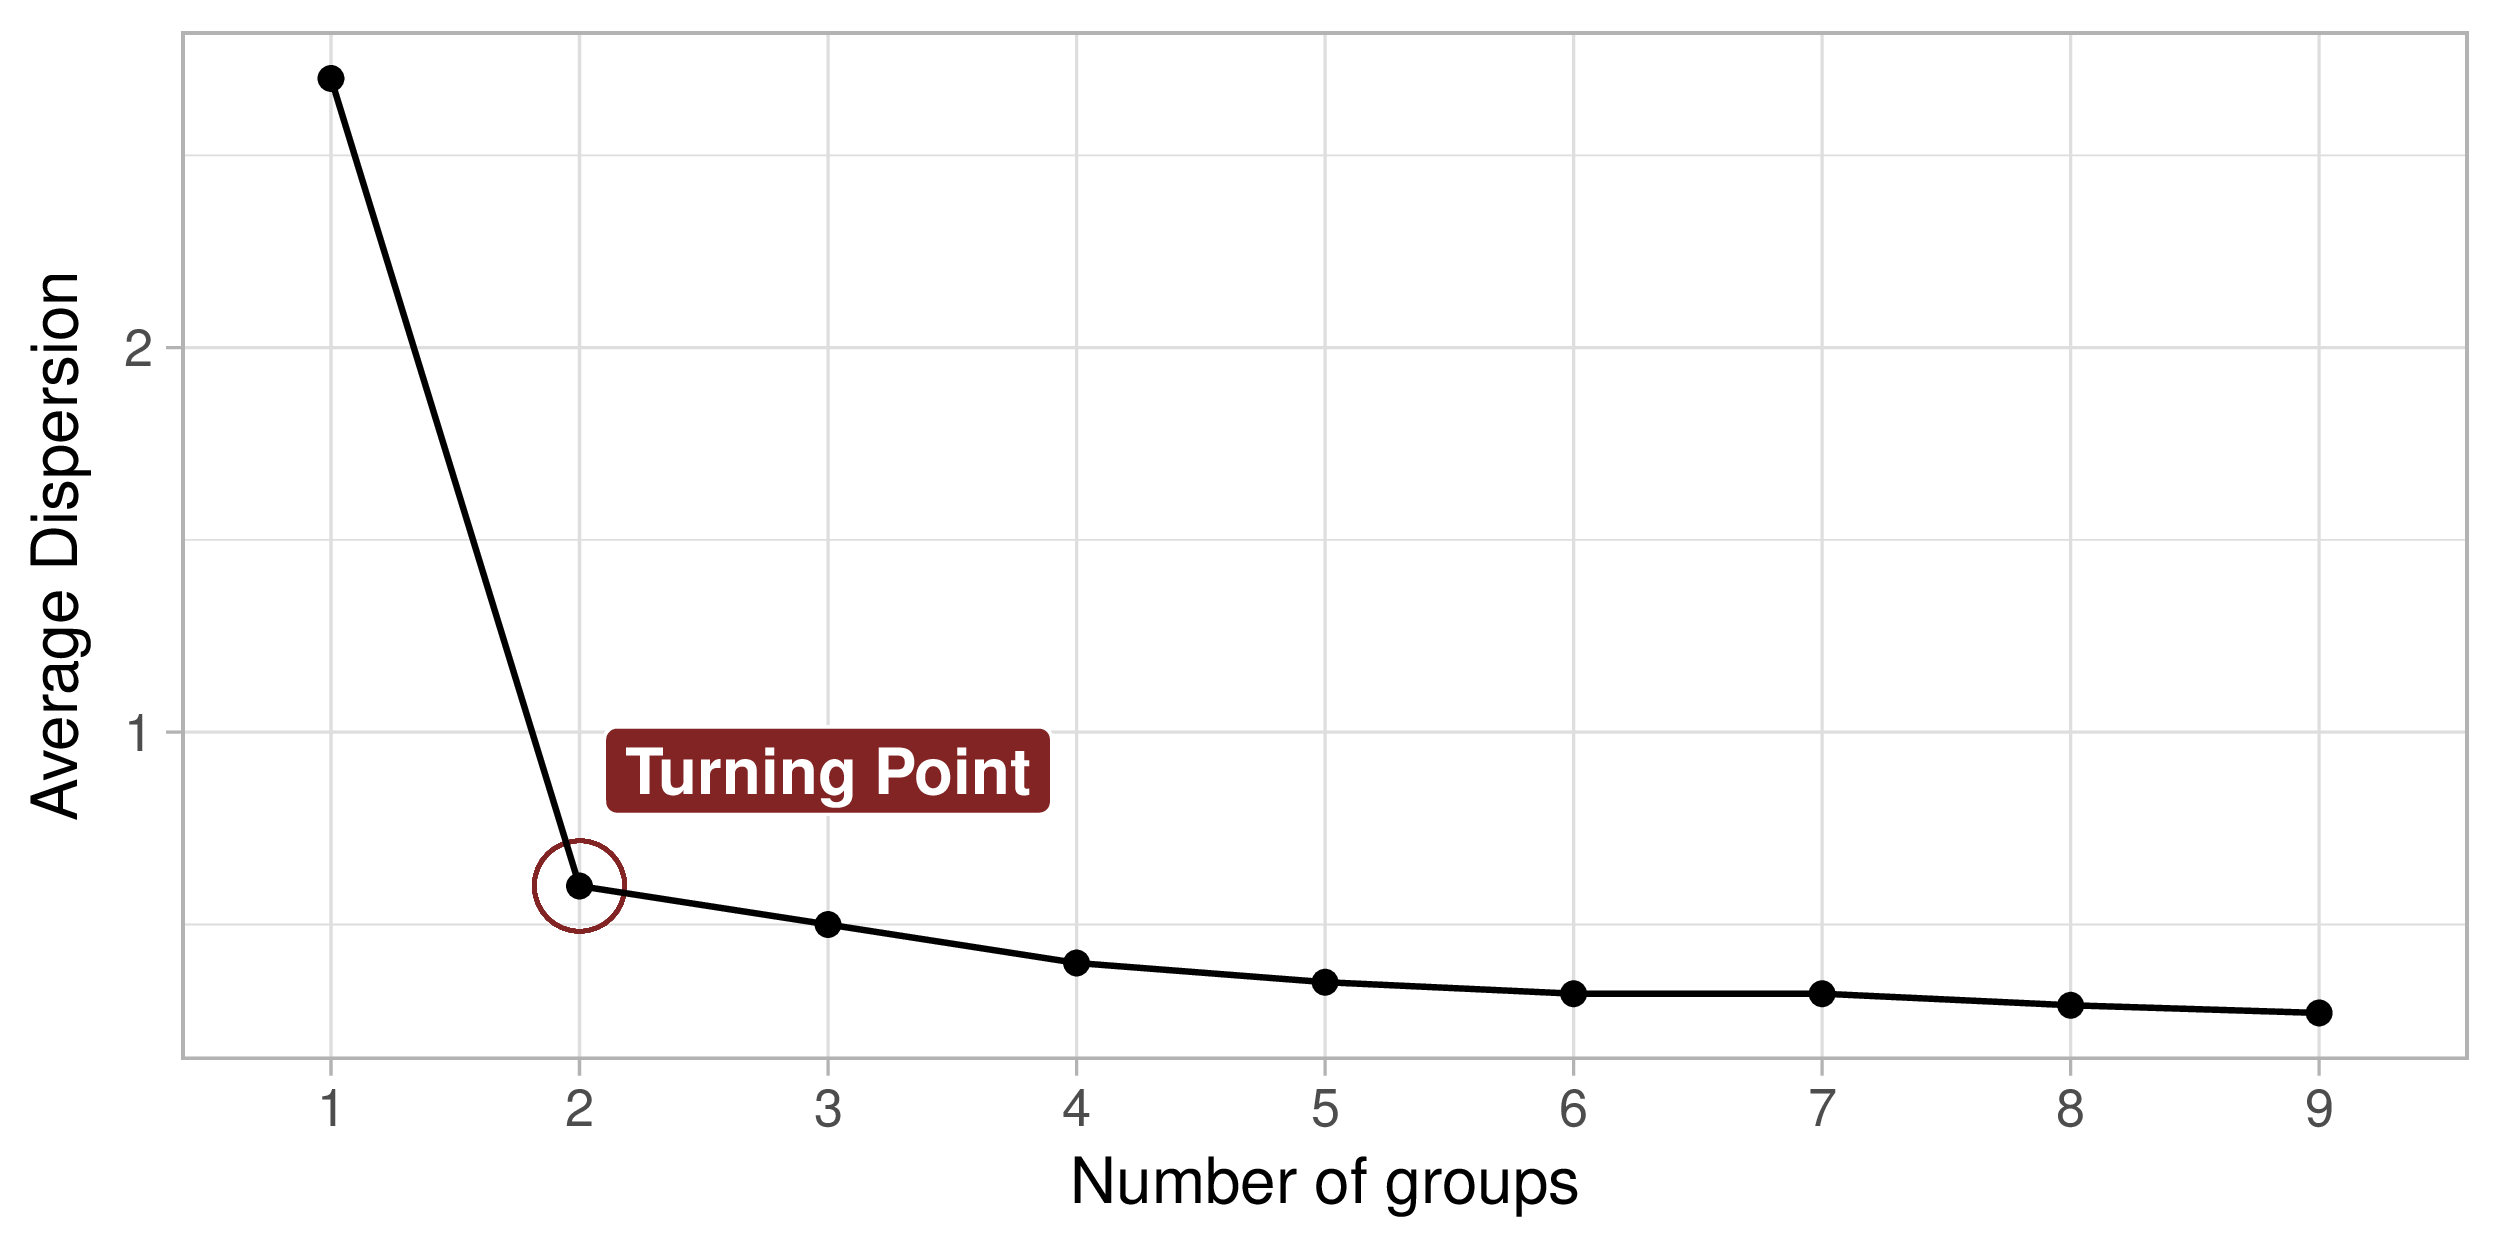 Average Dispersion
2
1
Turning Point
1 2 3 4 5 6 7 8 9
Number of groups